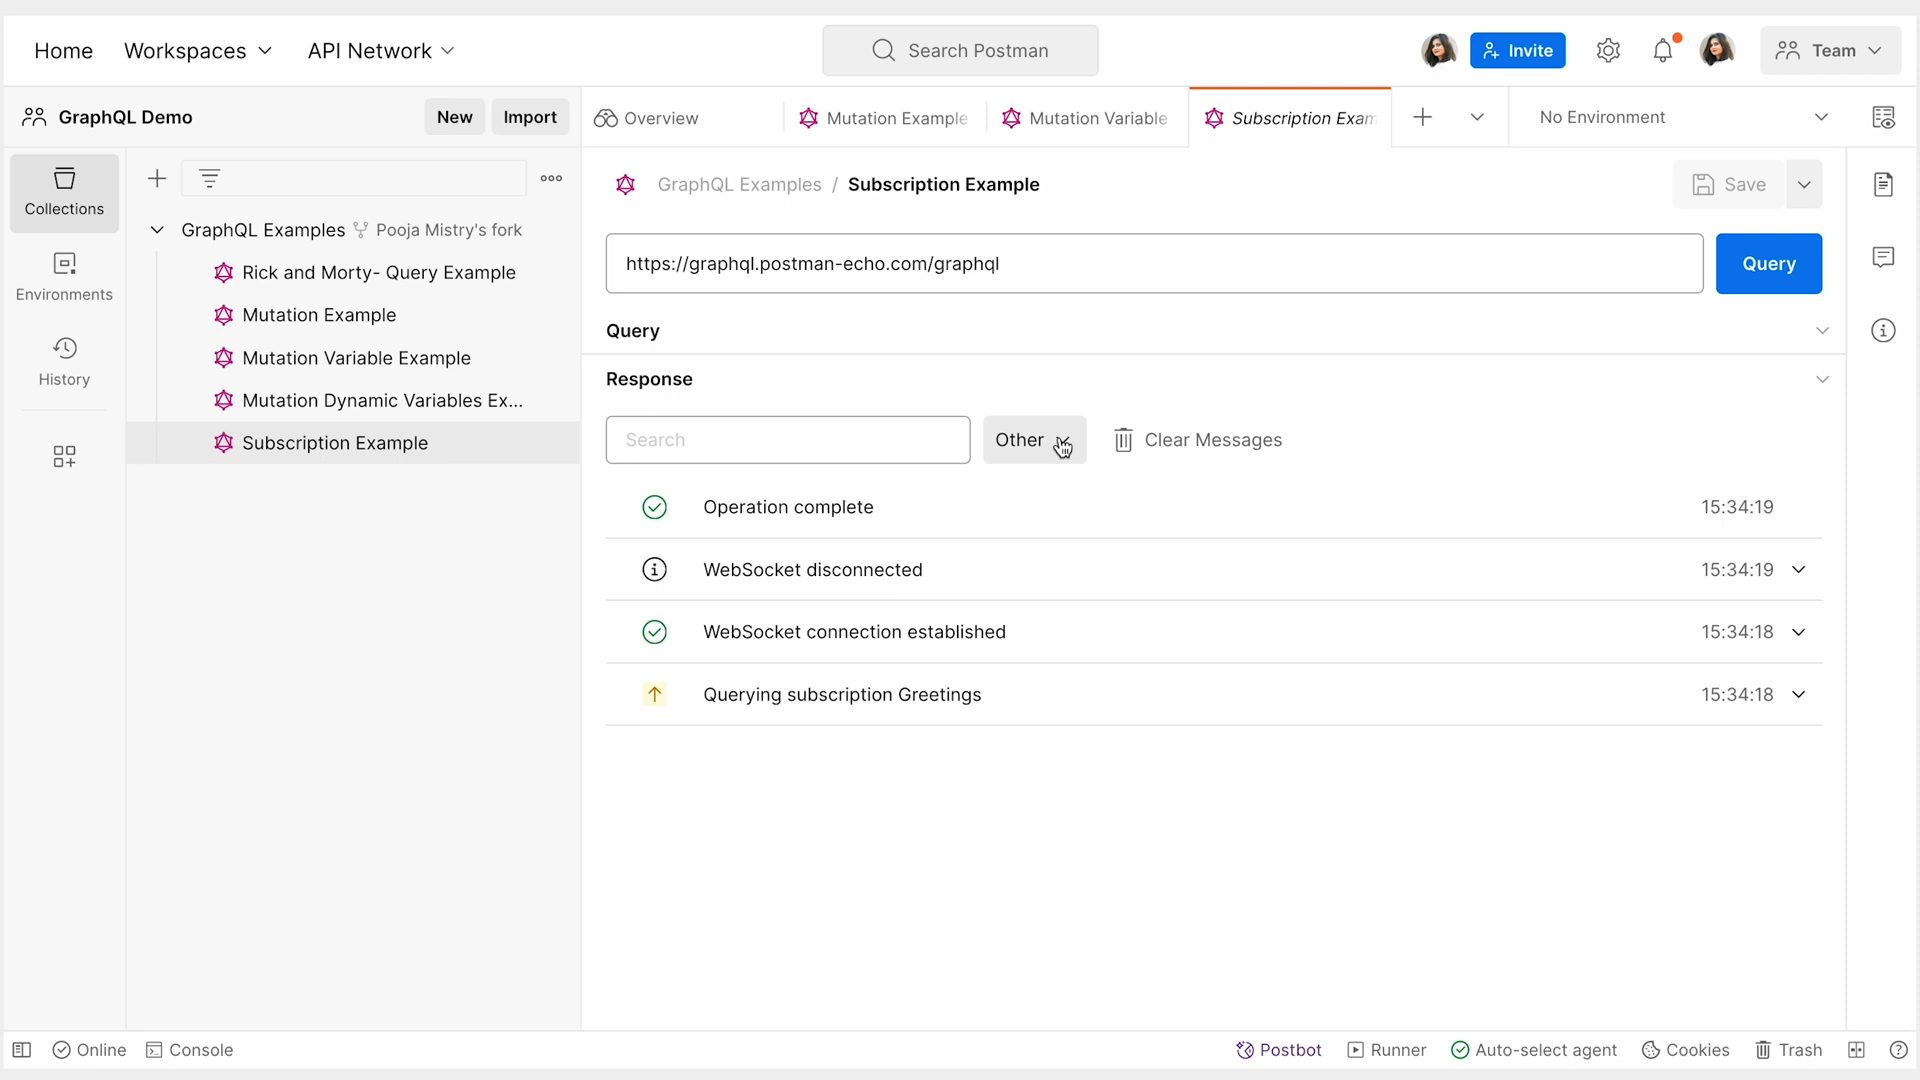 Home Workspaces API Network Search Postman Invite Team
GraphQL Demo New Import Overview Mutation Example Mutation Variable Subscription Exam No Environment
Collections
Environments
History
GraphQL Examples Pooja Mistry's fork
Rick and Morty- Query Example
Mutation Example
Mutation Variable Example
Mutation Dynamic Variables Ex...
Subscription Example
GraphQL Examples / Subscription Example Save
https://graphql.postman-echo.com/graphql Query
Query
Response
Search Other Clear Messages
Operation complete 15:34:19
WebSocket disconnected 15:34:19
WebSocket connection established 15:34:18
Querying subscription Greetings 15:34:18
Online Console Postbot Runner Auto-select agent Cookies Trash